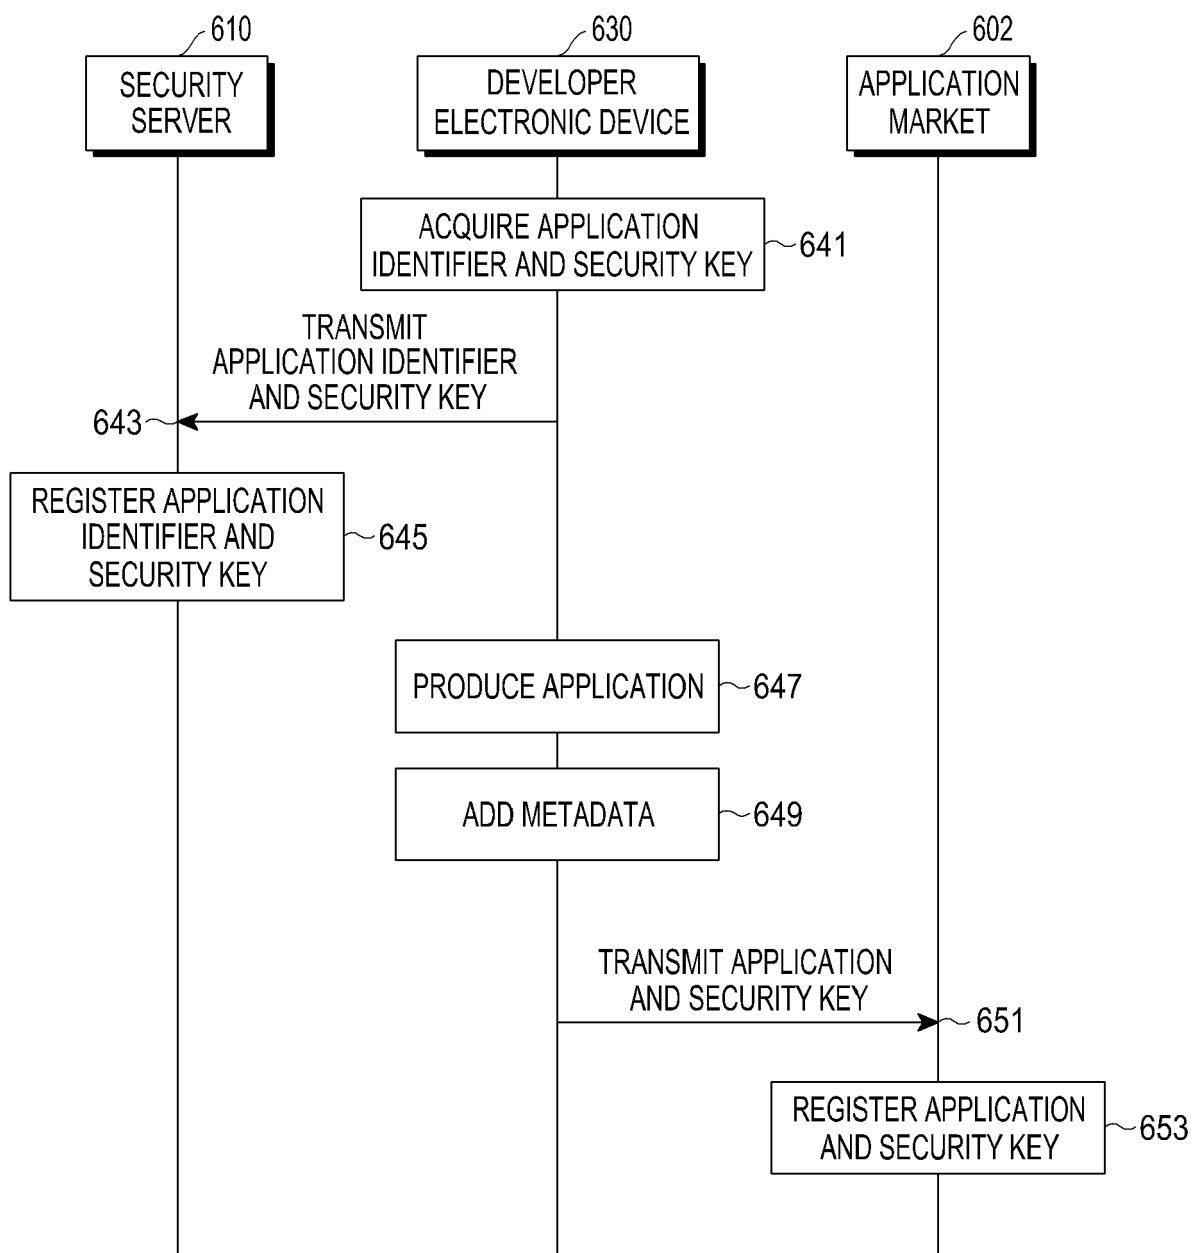 610
630
602
SECURITY
SERVER
DEVELOPER
ELECTRONIC DEVICE
APPLICATION
MARKET
ACQUIRE APPLICATION
IDENTIFIER AND SECURITY KEY
641
TRANSMIT
APPLICATION IDENTIFIER
AND SECURITY KEY
643
REGISTER APPLICATION
IDENTIFIER AND
SECURITY KEY
645
PRODUCE APPLICATION
647
ADD METADATA
649
TRANSMIT APPLICATION
AND SECURITY KEY
651
REGISTER APPLICATION
AND SECURITY KEY
653